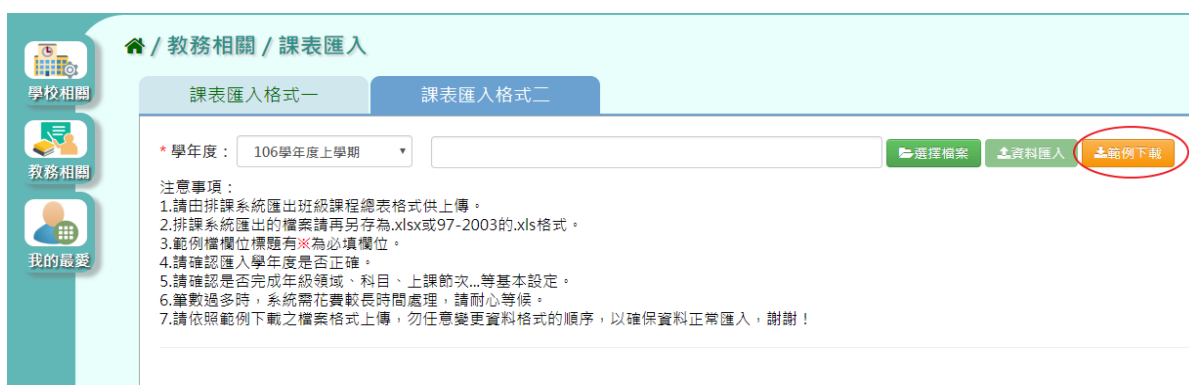 / 教務相關 / 課表匯入
學校相關
教務相關
我的最愛
課表匯入格式一 課表匯入格式二
* 學年度： 106學年度上學期 選擇檔案 資料匯入 範例下載
注意事項：
1.請由排課系統匯出班級課程總表格式供上傳。
2.排課系統匯出的檔案請再另存為.xlsx或97-2003的.xls格式。
3.範例檔欄位標題有※為必填欄位。
4.請確認匯入學年度是否正確。
5.請確認是否完成年級領域、科目、上課節次...等基本設定。
6.筆數過多時，系統需花費較長時間處理，請耐心等候。
7.請依照範例下載之檔案格式上傳，勿任意變更資料格式的順序，以確保資料正常匯入，謝謝！